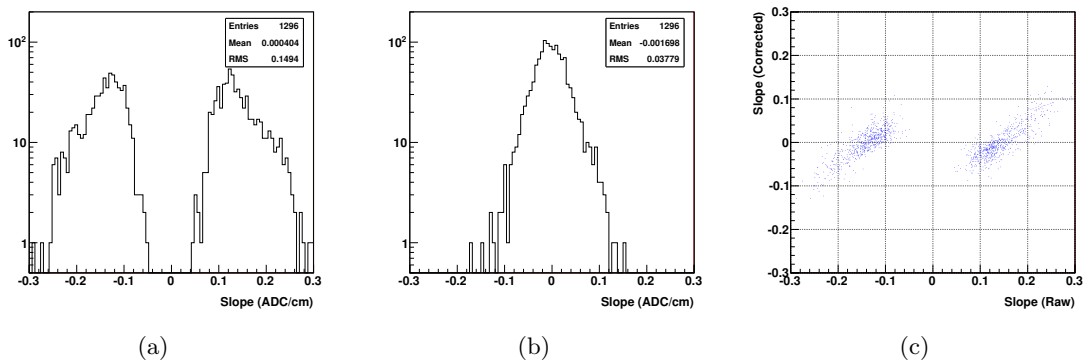 Entries 1296
Mean 0.000404
RMS 0.1494
10²
10
1
-0.3 -0.2 -0.1 0 0.1 0.2 0.3
Slope (ADC/cm)
(a)
Entries 1296
Mean -0.001698
RMS 0.03779
10²
10
1
-0.3 -0.2 -0.1 0 0.1 0.2 0.3
Slope (ADC/cm)
(b)
Slope (Corrected)
0.3
0.2
0.1
0
-0.1
-0.2
-0.3
-0.3 -0.2 -0.1 0 0.1 0.2 0.3
Slope (Raw)
(c)